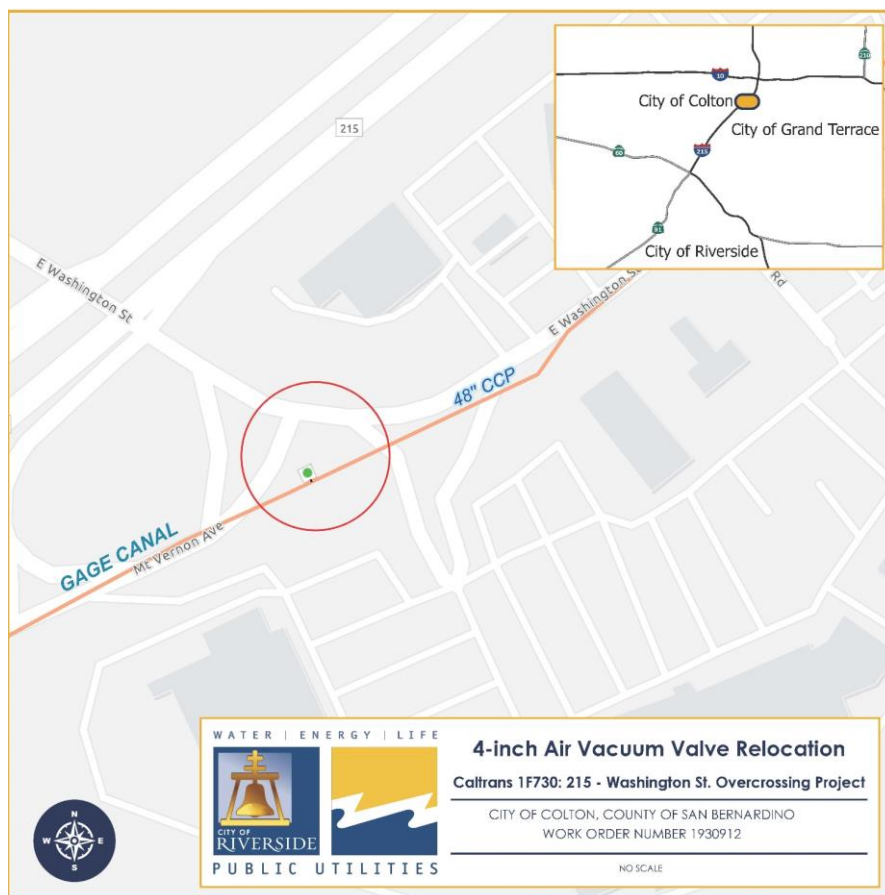 10
210
City of Colton
City of Grand Terrace
60
215
91
City of Riverside
215
E Washington St
Rd
E Washington St
48" CCP
GAGE CANAL
Mt Vernon Ave
WATER | ENERGY | LIFE
CITY OF
RIVERSIDE
PUBLIC UTILITIES
4-inch Air Vacuum Valve Relocation
Caltrans 1F730: 215 - Washington St. Overcrossing Project
CITY OF COLTON, COUNTY OF SAN BERNARDINO
WORK ORDER NUMBER 1930912
NO SCALE
N
W
E
S